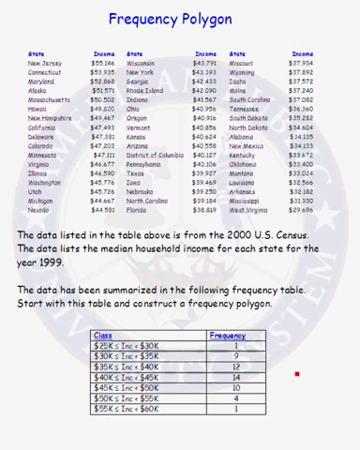 Frequency Polygon
State Income State Income State Income
New Jersey $55,146 Wisconsin $43,791 Missouri $37,934
Connecticut $53,935 New York $43,393 Wyoming $37,892
Maryland $52,868 Georgia $42,433 Idaho $37,572
Alaska $51,571 Rhode Island $42,090 Maine $37,240
Massachusetts $50,502 Indiana $41,567 South Carolina $37,082
Hawaii $49,820 Ohio $40,956 Tennessee $36,360
New Hampshire $49,467 Oregon $40,916 South Dakota $35,282
California $47,493 Vermont $40,856 North Dakota $34,604
Delaware $47,381 Kansas $40,624 Alabama $34,135
Colorado $47,203 Arizona $40,558 New Mexico $34,133
Minnesota $47,111 District of Columbia $40,127 Kentucky $33,672
Virginia $46,677 Pennsylvania $40,106 Oklahoma $33,400
Illinois $46,590 Texas $39,927 Montana $33,024
Washington $45,776 Iowa $39,469 Louisiana $32,566
Utah $45,726 Nebraska $39,250 Arkansas $32,182
Michigan $44,667 North Carolina $39,184 Mississippi $31,330
Nevada $44,581 Florida $38,819 West Virginia $29,696
The data listed in the table above is from the 2000 U.S. Census.
The data lists the median household income for each state for the
year 1999.
The data has been summarized in the following frequency table.
Start with this table and construct a frequency polygon.
Class Frequency
$25K ≤ Inc < $30K 1
$30K ≤ Inc < $35K 9
$35K ≤ Inc < $40K 12
$40K ≤ Inc < $45K 14
$45K ≤ Inc < $50K 10
$50K ≤ Inc < $55K 4
$55K ≤ Inc < $60K 1